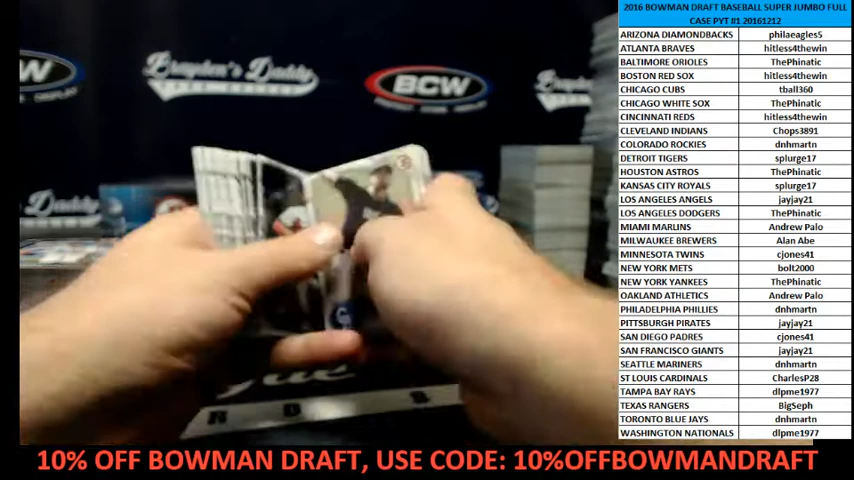 2016 BOWMAN DRAFT BASEBALL SUPER JUMBO FULL
CASE PYT #1 20161212
ARIZONA DIAMONDBACKS philaeagles5
ATLANTA BRAVES hitless4thewin
BALTIMORE ORIOLES ThePhinatic
BOSTON RED SOX hitless4thewin
CHICAGO CUBS tball360
CHICAGO WHITE SOX ThePhinatic
CINCINNATI REDS hitless4thewin
CLEVELAND INDIANS Chops3891
COLORADO ROCKIES dnhmartn
DETROIT TIGERS splurge17
HOUSTON ASTROS ThePhinatic
KANSAS CITY ROYALS splurge17
LOS ANGELES ANGELS jayjay21
LOS ANGELES DODGERS ThePhinatic
MIAMI MARLINS Andrew Palo
MILWAUKEE BREWERS Alan Abe
MINNESOTA TWINS cjones41
NEW YORK METS bolt2000
NEW YORK YANKEES ThePhinatic
OAKLAND ATHLETICS Andrew Palo
PHILADELPHIA PHILLIES dnhmartn
PITTSBURGH PIRATES jayjay21
SAN DIEGO PADRES cjones41
SAN FRANCISCO GIANTS jayjay21
SEATTLE MARINERS dnhmartn
ST LOUIS CARDINALS CharlesP28
TAMPA BAY RAYS dlpme1977
TEXAS RANGERS BigSeph
TORONTO BLUE JAYS dnhmartn
WASHINGTON NATIONALS dlpme1977
Brayden's Daddy
BCW
DISPLAY
Daddy
10% OFF BOWMAN DRAFT, USE CODE: 10%OFFBOWMANDRAFT